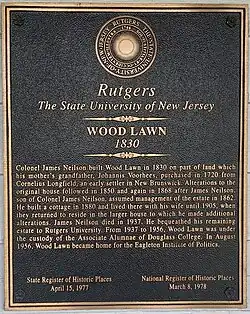 Rutgers
The State University of New Jersey
WOOD LAWN
1830
Colonel James Neilson built Wood Lawn in 1830 on part of land which
his mother's grandfather, Johannis Voorhees, purchased in 1720 from
Cornelius Longfield, an early settler in New Brunswick. Alterations to the
original house followed in 1850 and again in 1868 after James Neilson,
son of Colonel James Neilson, assumed management of the estate in 1862.
He built a cottage in 1880 and lived there with his wife until 1905, when
they returned to reside in the larger house to which he made additional
alterations. James Neilson died in 1937. He bequeathed his remaining
estate to Rutgers University. From 1937 to 1956, Wood Lawn was under
the custody of the Associate Alumnae of Douglass College. In August
1956, Wood Lawn became home for the Eagleton Institute of Politics.
State Register of Historic Places
April 15, 1977
National Register of Historic Places
March 8, 1978